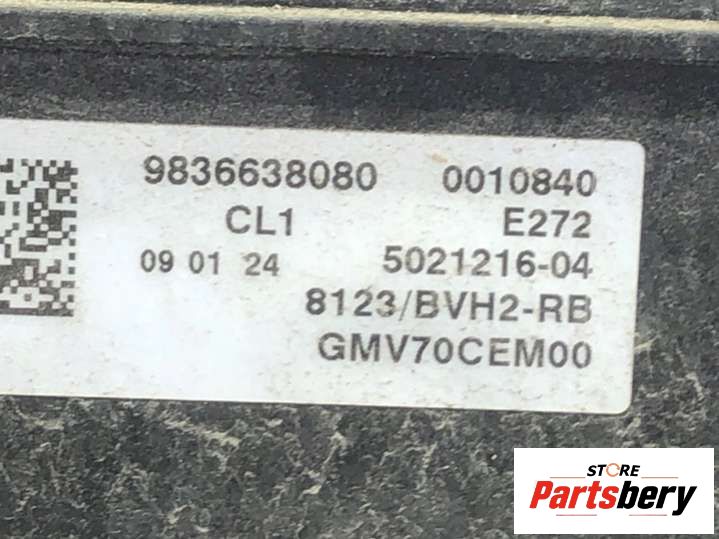 9836638080 0010840
CL1 E272
09 01 24 5021216-04
8123/BVH2-RB
GMV70CEM00
STORE
Partsbery